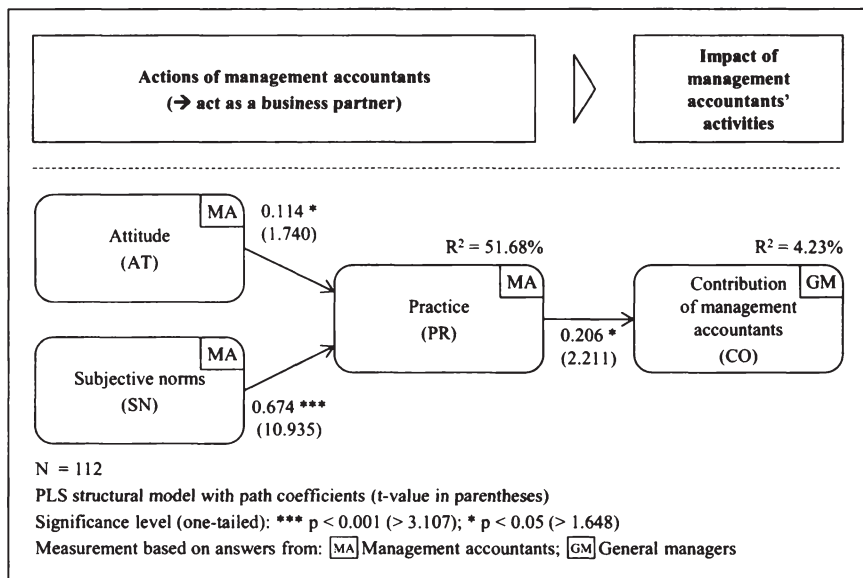 Actions of management accountants
(→ act as a business partner)
Impact of
management
accountants'
activities
MA
Attitude
(AT)
0.114 *
(1.740)
MA
Subjective norms
(SN)
0.674 ***
(10.935)
R² = 51.68%
MA
Practice
(PR)
0.206 *
(2.211)
R² = 4.23%
GM
Contribution
of management
accountants
(CO)
N = 112
PLS structural model with path coefficients (t-value in parentheses)
Significance level (one-tailed): *** p < 0.001 (> 3.107); * p < 0.05 (> 1.648)
Measurement based on answers from: MA Management accountants; GM General managers